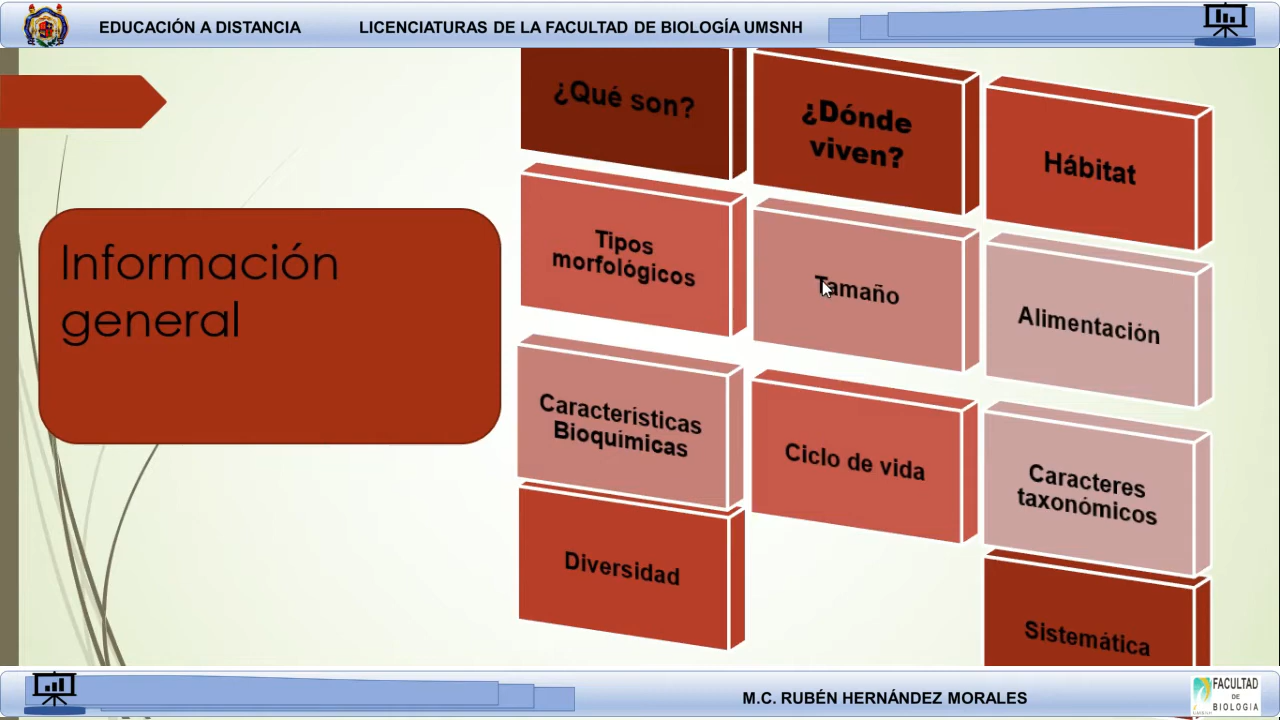 EDUCACIÓN A DISTANCIA LICENCIATURAS DE LA FACULTAD DE BIOLOGÍA UMSNH
Información
general
¿Qué son?
¿Dónde
viven?
Hábitat
Tipos
morfológicos
Tamaño
Alimentación
Características
Bioquímicas
Ciclo de vida
Caracteres
taxonómicos
Diversidad
Sistemática
M.C. RUBÉN HERNÁNDEZ MORALES
FACULTAD
DE
BIOLOGIA